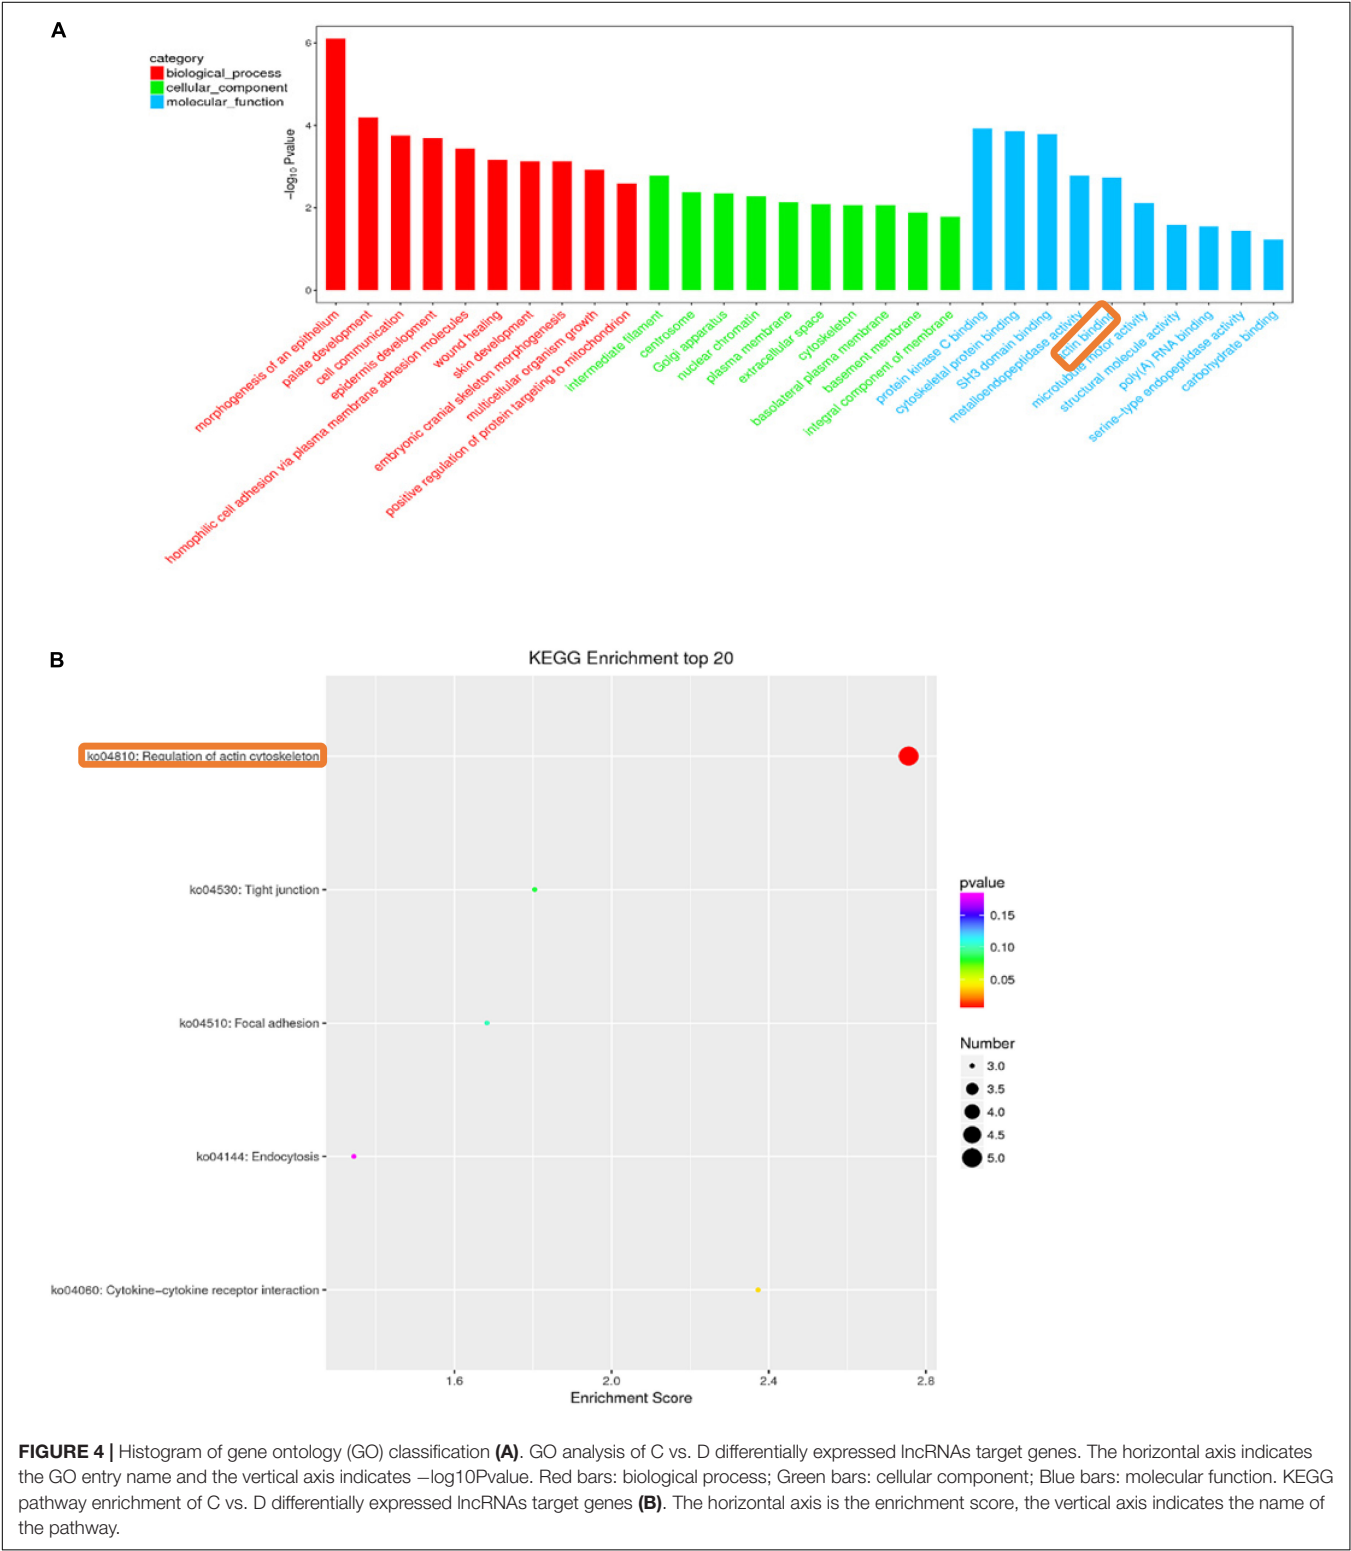 A
category
biological_process
cellular_component
molecular_function
−log10 Pvalue
6
4
2
0
morphogenesis of an epithelium
palate development
cell communication
epidermis development
homophilic cell adhesion via plasma membrane adhesion molecules
wound healing
skin development
embryonic cranial skeleton morphogenesis
multicellular organism growth
positive regulation of protein targeting to mitochondrion
intermediate filament
centrosome
Golgi apparatus
nuclear chromatin
plasma membrane
extracellular space
cytoskeleton
basolateral plasma membrane
basement membrane
integral component of membrane
protein kinase C binding
cytoskeletal protein binding
SH3 domain binding
metalloendopeptidase activity
actin binding
microtubule motor activity
structural molecule activity
poly(A) RNA binding
serine−type endopeptidase activity
carbohydrate binding
B
KEGG Enrichment top 20
ko04810: Regulation of actin cytoskeleton
ko04530: Tight junction
ko04510: Focal adhesion
ko04144: Endocytosis
ko04060: Cytokine−cytokine receptor interaction
1.6
2.0
2.4
2.8
Enrichment Score
pvalue
0.15
0.10
0.05
Number
3.0
3.5
4.0
4.5
5.0
FIGURE 4 | Histogram of gene ontology (GO) classification (A). GO analysis of C vs. D differentially expressed lncRNAs target genes. The horizontal axis indicates
the GO entry name and the vertical axis indicates −log10Pvalue. Red bars: biological process; Green bars: cellular component; Blue bars: molecular function. KEGG
pathway enrichment of C vs. D differentially expressed lncRNAs target genes (B). The horizontal axis is the enrichment score, the vertical axis indicates the name of
the pathway.